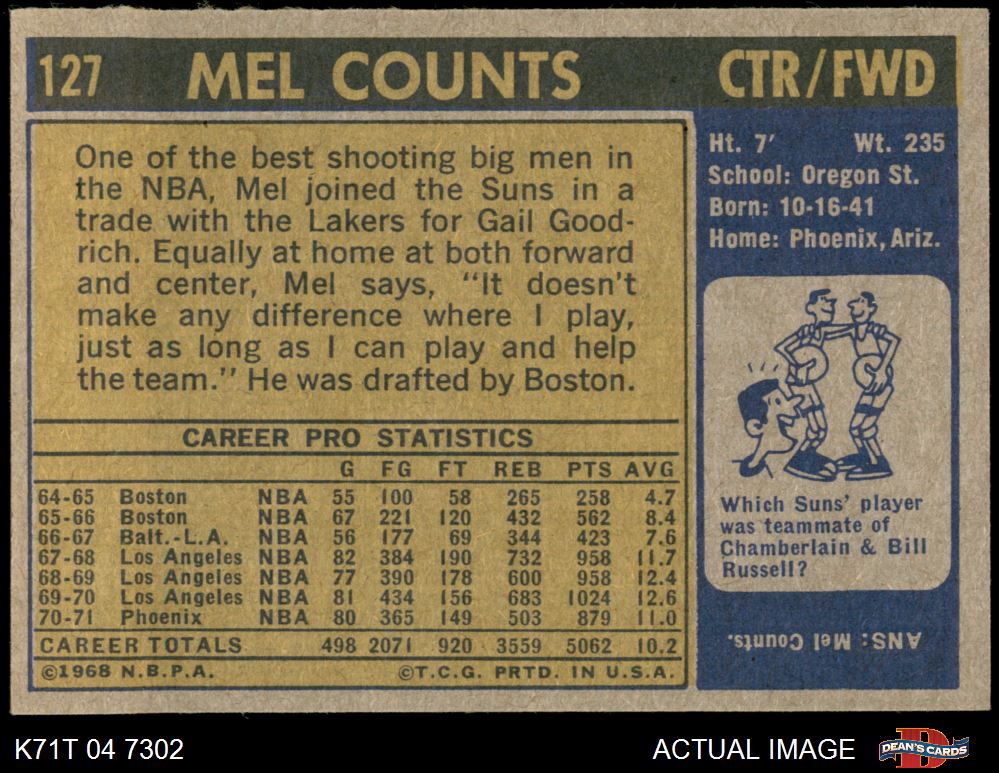 127 MEL COUNTS CTR/FWD
One of the best shooting big men in
the NBA, Mel joined the Suns in a
trade with the Lakers for Gail Good-
rich. Equally at home at both forward
and center, Mel says, "It doesn't
make any difference where I play,
just as long as I can play and help
the team." He was drafted by Boston.
CAREER PRO STATISTICS
G FG FT REB PTS AVG
64-65 Boston NBA 55 100 58 265 258 4.7
65-66 Boston NBA 67 221 120 432 562 8.4
66-67 Balt.-L.A. NBA 56 177 69 344 423 7.6
67-68 Los Angeles NBA 82 384 190 732 958 11.7
68-69 Los Angeles NBA 77 390 178 600 958 12.4
69-70 Los Angeles NBA 81 434 156 683 1024 12.6
70-71 Phoenix NBA 80 365 149 503 879 11.0
CAREER TOTALS 498 2071 920 3559 5062 10.2
©1968 N.B.P.A. ©T.C.G. PRTD. IN U.S.A.
Ht. 7' Wt. 235
School: Oregon St.
Born: 10-16-41
Home: Phoenix, Ariz.
Which Suns' player
was teammate of
Chamberlain & Bill
Russell?
ANS: Mel Counts.
K71T 04 7302 ACTUAL IMAGE DEAN'S CARDS